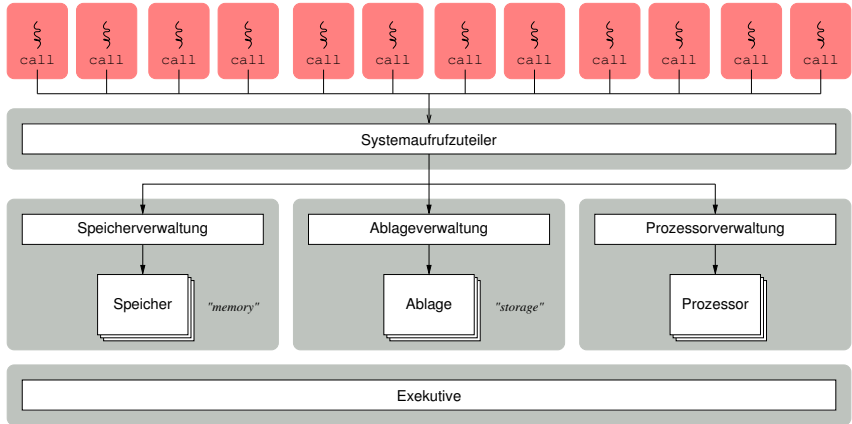 call call call call call call call call call call call call
Systemaufrufzuteiler
Speicherverwaltung Ablageverwaltung Prozessorverwaltung
Speicher "memory" Ablage "storage" Prozessor
Exekutive